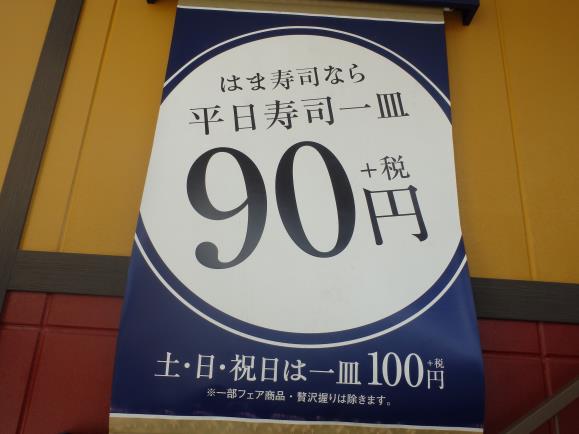 はま寿司なら
平日寿司一皿
90円+税
土・日・祝日は一皿100円+税
※一部フェア商品・贅沢握りは除きます。